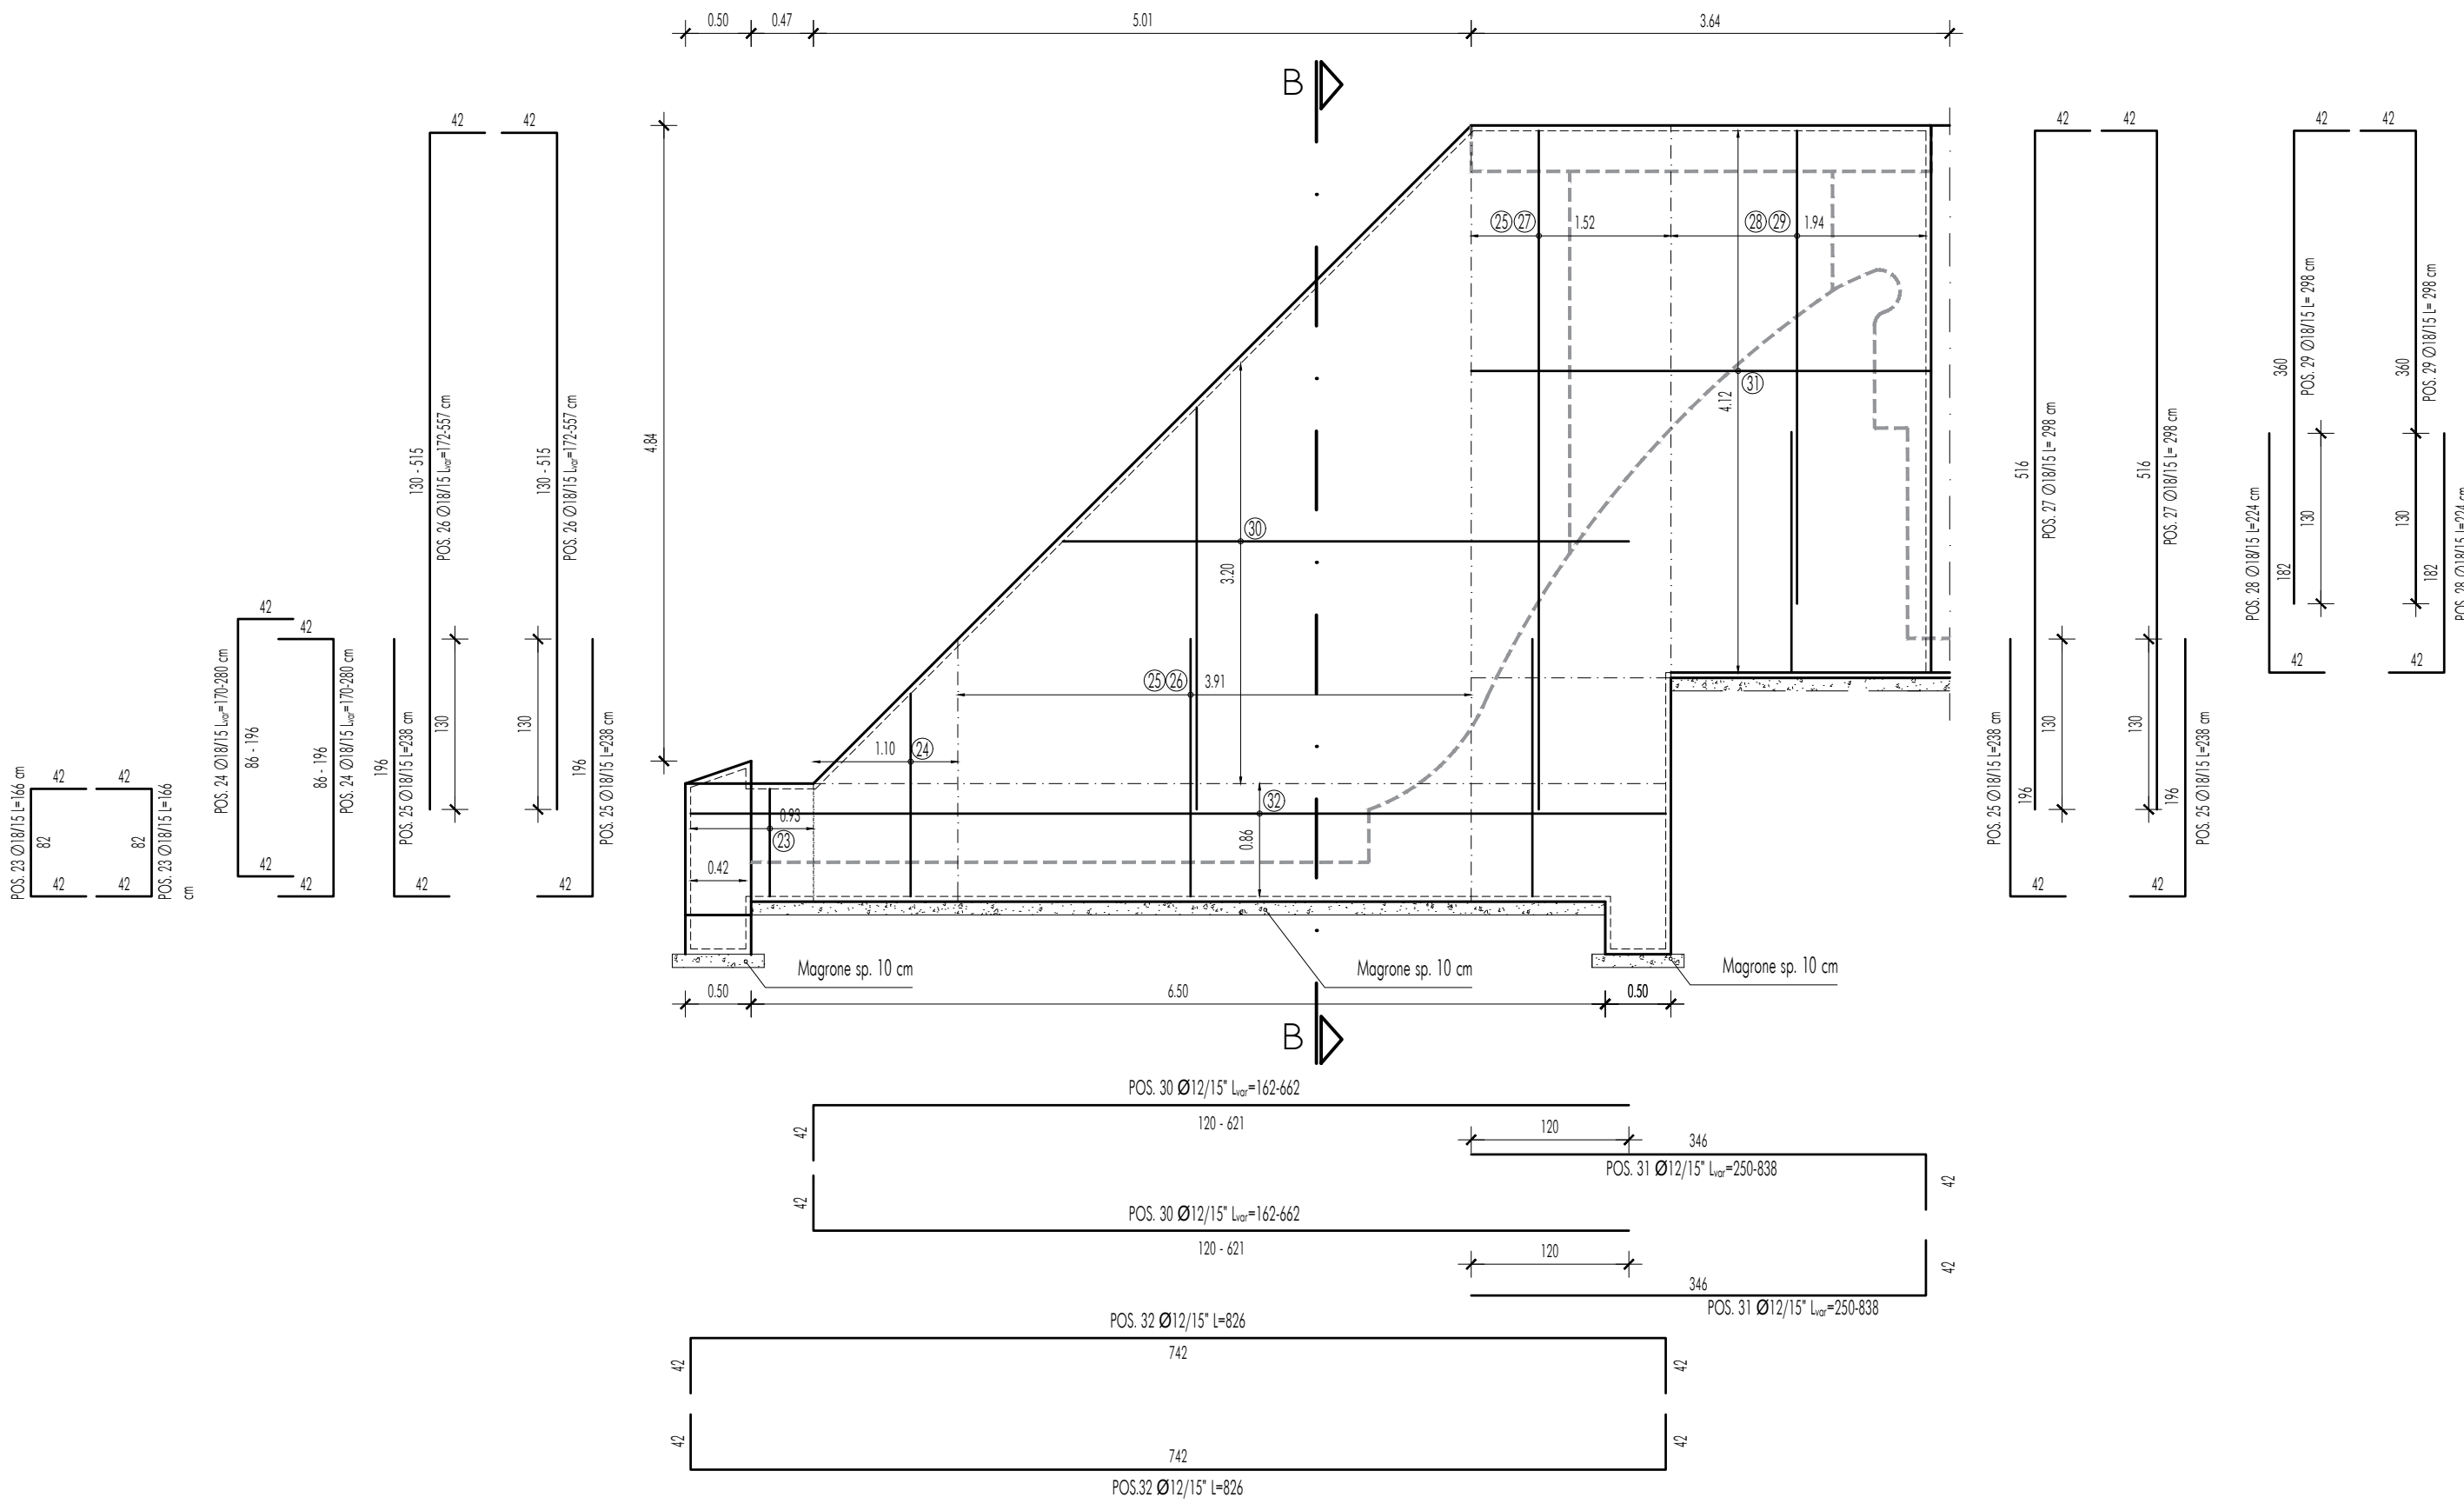 0.50
0.47
5.01
3.64
B
42
42
42
42
42
42
4.84
25 27
1.52
28 29
1.94
POS. 26 Ø18/15 Lvar=172-557 cm
130 - 515
POS. 26 Ø18/15 Lvar=172-557 cm
130 - 515
31
4.12
516
POS. 27 Ø18/15 L= 298 cm
516
POS. 27 Ø18/15 L= 298 cm
360
POS. 29 Ø18/15 L= 298 cm
360
POS. 29 Ø18/15 L= 298 cm
130
182
POS. 28 Ø18/15 L=224 cm
130
182
POS. 28 Ø18/15 L=224 cm
42
42
30
3.20
42
42
POS. 24 Ø18/15 Lvar=170-280 cm
86 - 196
86 - 196
POS. 24 Ø18/15 Lvar=170-280 cm
42
42
196
POS. 25 Ø18/15 L=238 cm
130
130
196
POS. 25 Ø18/15 L=238 cm
42
42
25 26
3.91
1.10
24
32
0.93
23
0.86
0.42
POS. 25 Ø18/15 L=238 cm
196
130
130
196
POS. 25 Ø18/15 L=238 cm
42
42
POS. 23 Ø18/15 L=166 cm
42
42
82
82
42
42
POS. 23 Ø18/15 L=166
cm
Magrone sp. 10 cm
Magrone sp. 10 cm
Magrone sp. 10 cm
0.50
6.50
0.50
B
POS. 30 Ø12/15" Lvar=162-662
42
120 - 621
120
346
POS. 31 Ø12/15" Lvar=250-838
42
42
POS. 30 Ø12/15" Lvar=162-662
120 - 621
120
346
42
POS. 31 Ø12/15" Lvar=250-838
POS. 32 Ø12/15" L=826
42
742
42
42
742
42
POS.32 Ø12/15" L=826